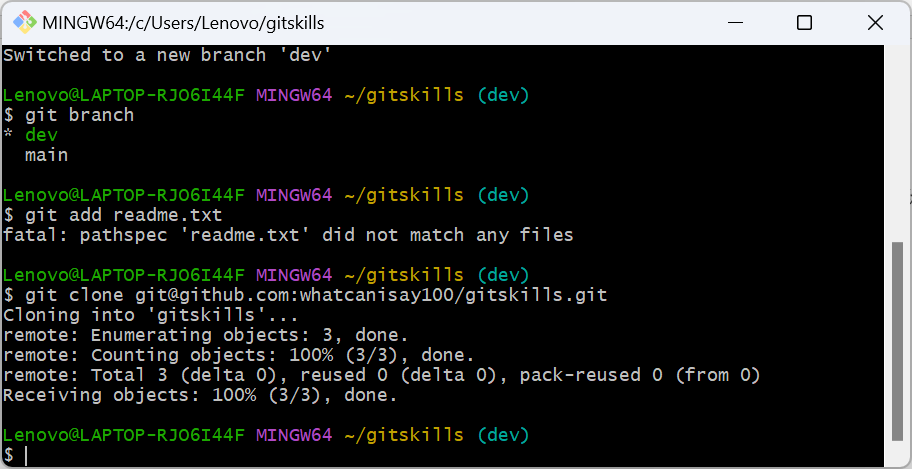 MINGW64:/c/Users/Lenovo/gitskills
Switched to a new branch 'dev'
Lenovo@LAPTOP-RJO6I44F MINGW64 ~/gitskills (dev)
$ git branch
* dev
  main
Lenovo@LAPTOP-RJO6I44F MINGW64 ~/gitskills (dev)
$ git add readme.txt
fatal: pathspec 'readme.txt' did not match any files
Lenovo@LAPTOP-RJO6I44F MINGW64 ~/gitskills (dev)
$ git clone git@github.com:whatcanisay100/gitskills.git
Cloning into 'gitskills'...
remote: Enumerating objects: 3, done.
remote: Counting objects: 100% (3/3), done.
remote: Total 3 (delta 0), reused 0 (delta 0), pack-reused 0 (from 0)
Receiving objects: 100% (3/3), done.
Lenovo@LAPTOP-RJO6I44F MINGW64 ~/gitskills (dev)
$